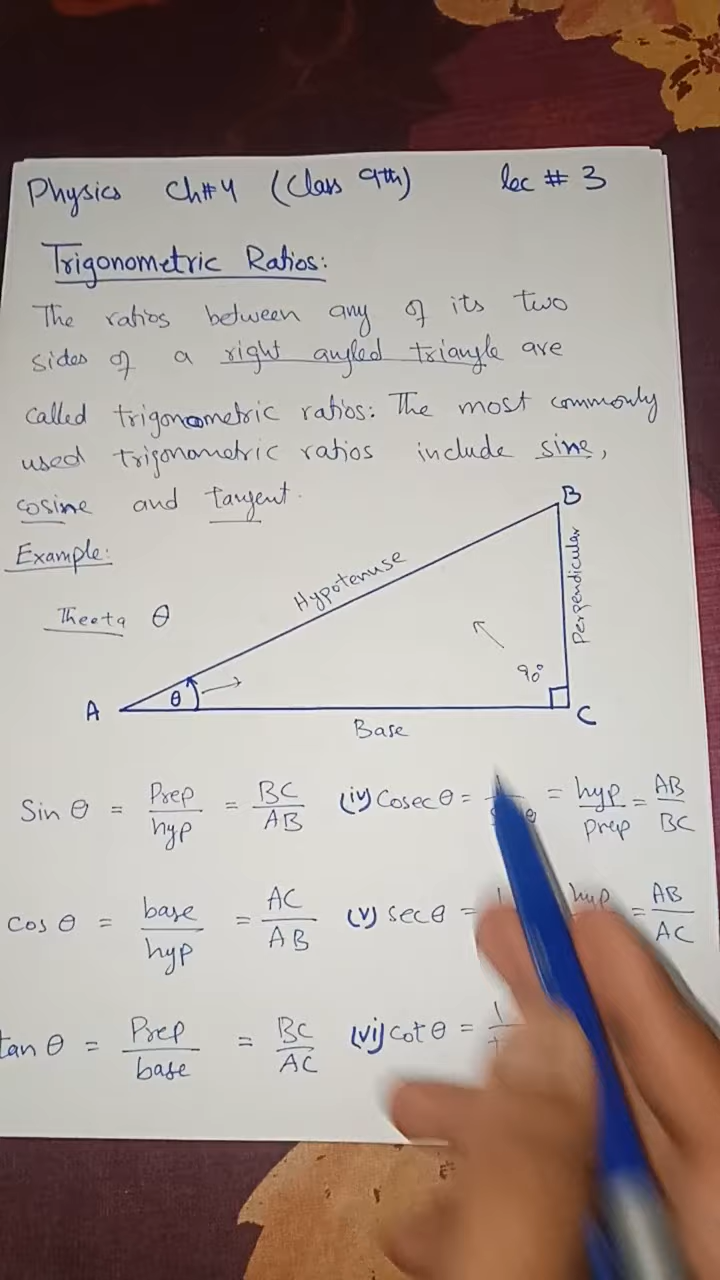 Physics Ch#4 (Class 9th) lec # 3
Trigonometric Ratios:
The ratios between any of its two
sides of a right angled triangle are
called trigonometric ratios: The most commonly
used trigonometric ratios include sine,
cosine and tangent.
Example:
Theeta θ
Hypotenuse
B
Perpendicular
90°
A
θ
C
Base
Sin θ = Prep/hyp = BC/AB (iv) Cosec θ = 1/ θ = hyp/prep = AB/BC
Cos θ = base/hyp = AC/AB (v) sec θ = hyp = AB/AC
tan θ = Prep/base = BC/AC (vi) cot θ = 1